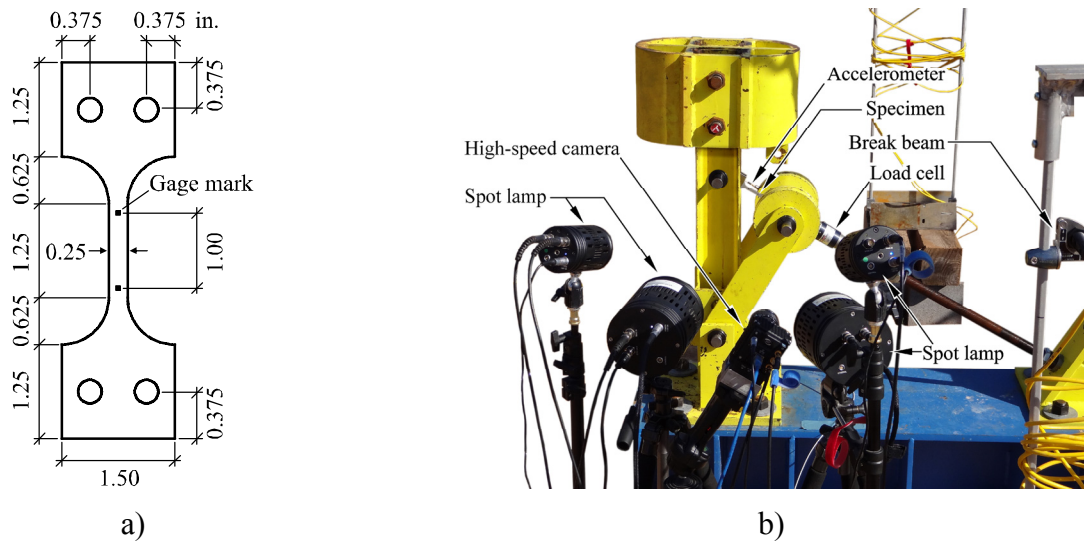 0.375
0.375 in.
0.375
1.25
0.625
Gage mark
1.25
0.25
1.00
0.625
1.25
0.375
1.50
a)
Accelerometer
Specimen
High-speed camera
Break beam
Load cell
Spot lamp
Spot lamp
b)